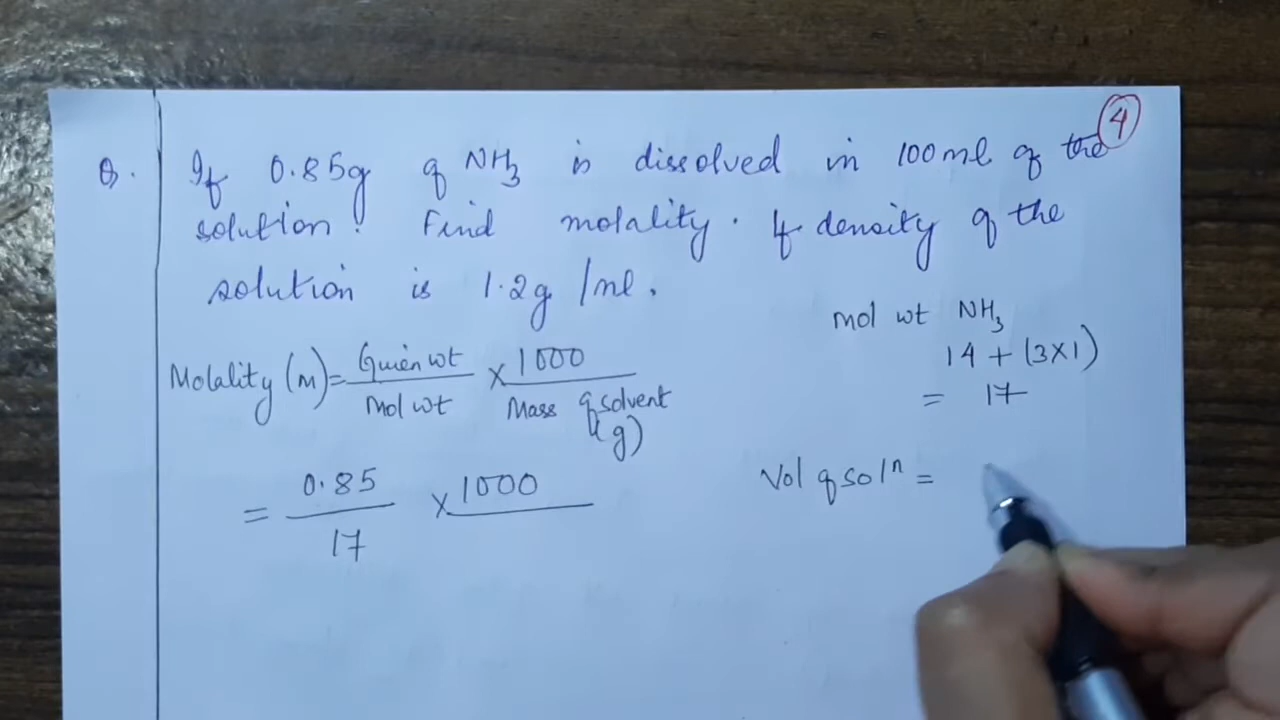 4
Q. If 0.85g of NH3 is dissolved in 100ml of the
solution. Find molality. If density of the
solution is 1.2g /ml.
mol wt NH3
14 + (3X1)
= 17
Molality (m) = Given wt / Mol wt × 1000 / Mass of solvent (g)
= 0.85 / 17 × 1000
Vol of solⁿ =